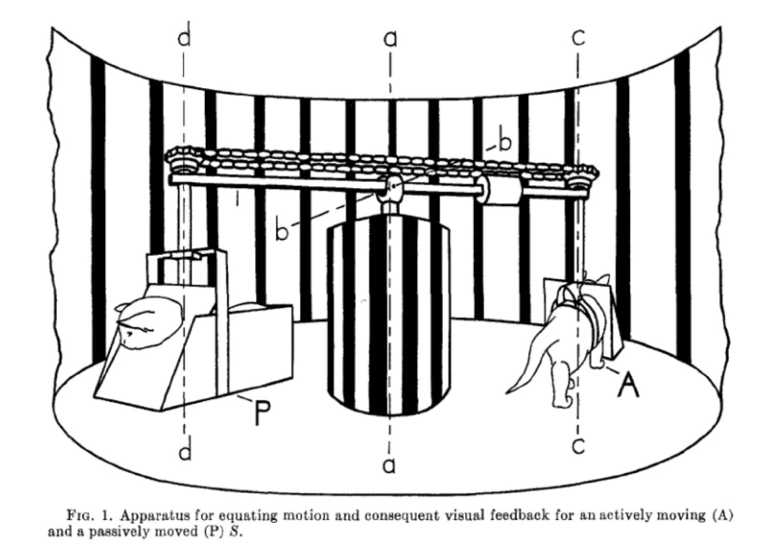 d
a
c
b
b
P
A
d
a
c
FIG. 1. Apparatus for equating motion and consequent visual feedback for an actively moving (A)
and a passively moved (P) S.